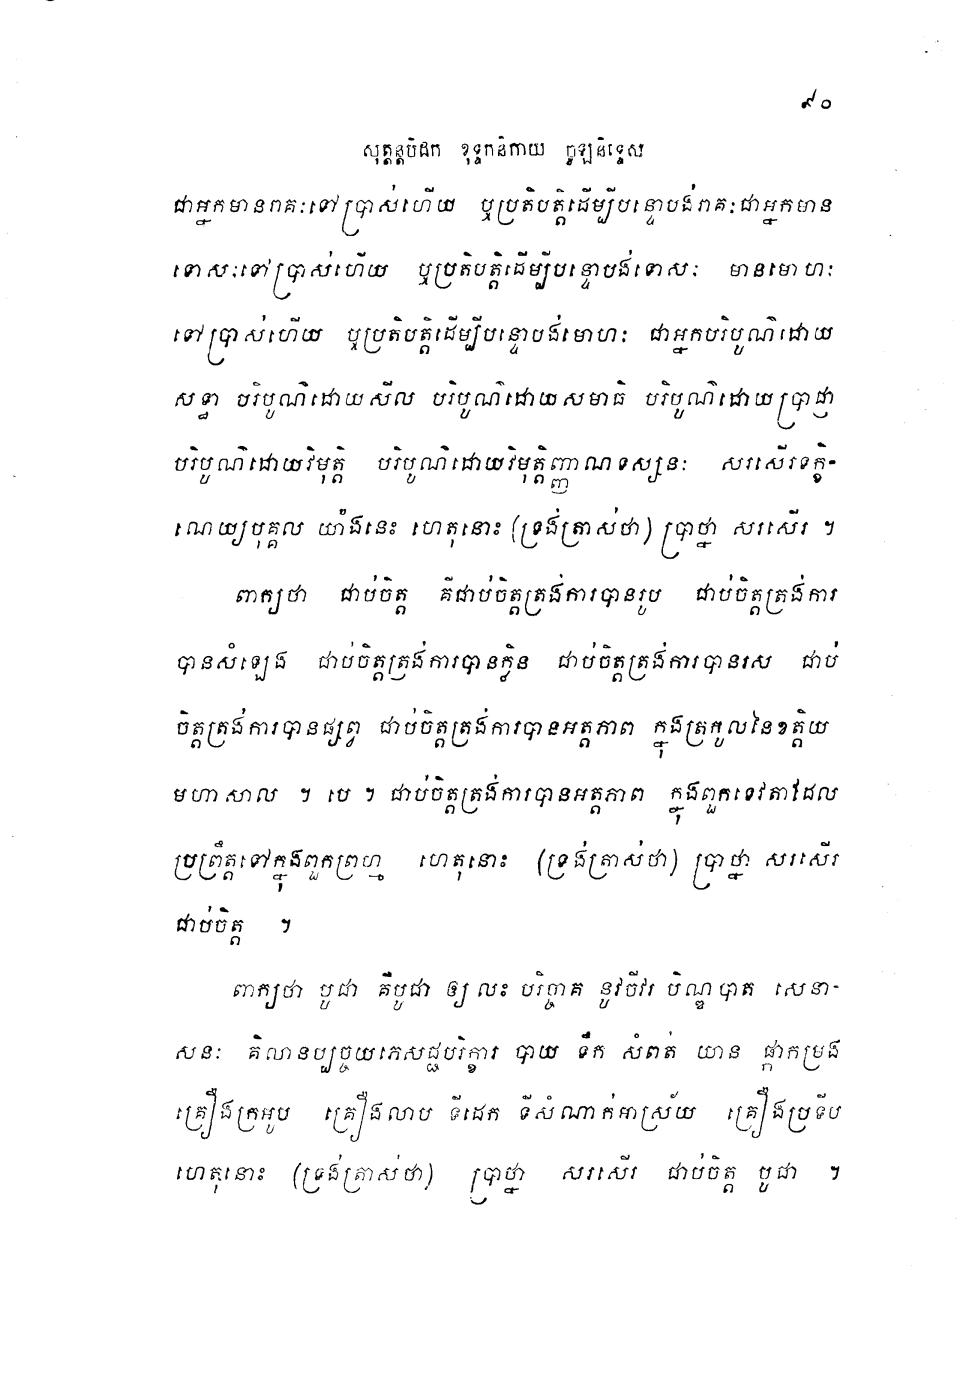 ៩០
សុត្តន្តបិដក ខុទ្ទកនិកាយ ចូឡនិទ្ទេស
ជាអ្នកមានរាគៈទៅប្រាស់ហើយ ឬប្រតិបត្តិដើម្បីបន្ទោបង់រាគៈ ជាអ្នកមាន
ទោសៈទៅប្រាស់ហើយ ឬប្រតិបត្តិដើម្បីបន្ទោបង់ទោសៈ មានមោហៈ
ទៅប្រាស់ហើយ ឬប្រតិបត្តិដើម្បីបន្ទោបង់មោហៈ ជាអ្នកបរិបូណ៌ដោយ
សទ្ធា បរិបូណ៌ដោយសីល បរិបូណ៌ដោយសមាធិ បរិបូណ៌ដោយប្រាជ្ញា
បរិបូណ៌ដោយវិមុត្តិ បរិបូណ៌ដោយវិមុត្តិញ្ញាណទស្សនៈ សរសើរទក្ខិ-
ណេយ្យបុគ្គល យ៉ាងនេះ ហេតុនោះ (ទ្រង់ត្រាស់ថា) ប្រាថ្នា សរសើរ ។
ពាក្យថា ជាប់ចិត្ត គឺជាប់ចិត្តត្រង់ការបានរូប ជាប់ចិត្តត្រង់ការ
បានសំឡេង ជាប់ចិត្តត្រង់ការបានក្លិន ជាប់ចិត្តត្រង់ការបានរស ជាប់
ចិត្តត្រង់ការបានផ្សព្វ ជាប់ចិត្តត្រង់ការបានអត្តភាព ក្នុងត្រកូលនៃខត្តិយ
មហាសាល ។ បេ ។ ជាប់ចិត្តត្រង់ការបានអត្តភាព ក្នុងពួកទេវតាដែល
ប្រព្រឹត្តទៅក្នុងពួកព្រហ្ម ហេតុនោះ (ទ្រង់ត្រាស់ថា) ប្រាថ្នា សរសើរ
ជាប់ចិត្ត ។
ពាក្យថា បូជា គឺបូជា ឲ្យ លះ បរិច្ចាគ នូវចីវរ បិណ្ឌបាត សេនា-
សនៈ គិលានប្បច្ចយភេសជ្ជបរិក្ខារ បាយ ទឹក សំពត់ យាន ផ្កាកម្រង
គ្រឿងក្រអូប គ្រឿងលាប ទីដេក ទីសំណាក់អាស្រ័យ គ្រឿងប្រទីប
ហេតុនោះ (ទ្រង់ត្រាស់ថា) ប្រាថ្នា សរសើរ ជាប់ចិត្ត បូជា ។